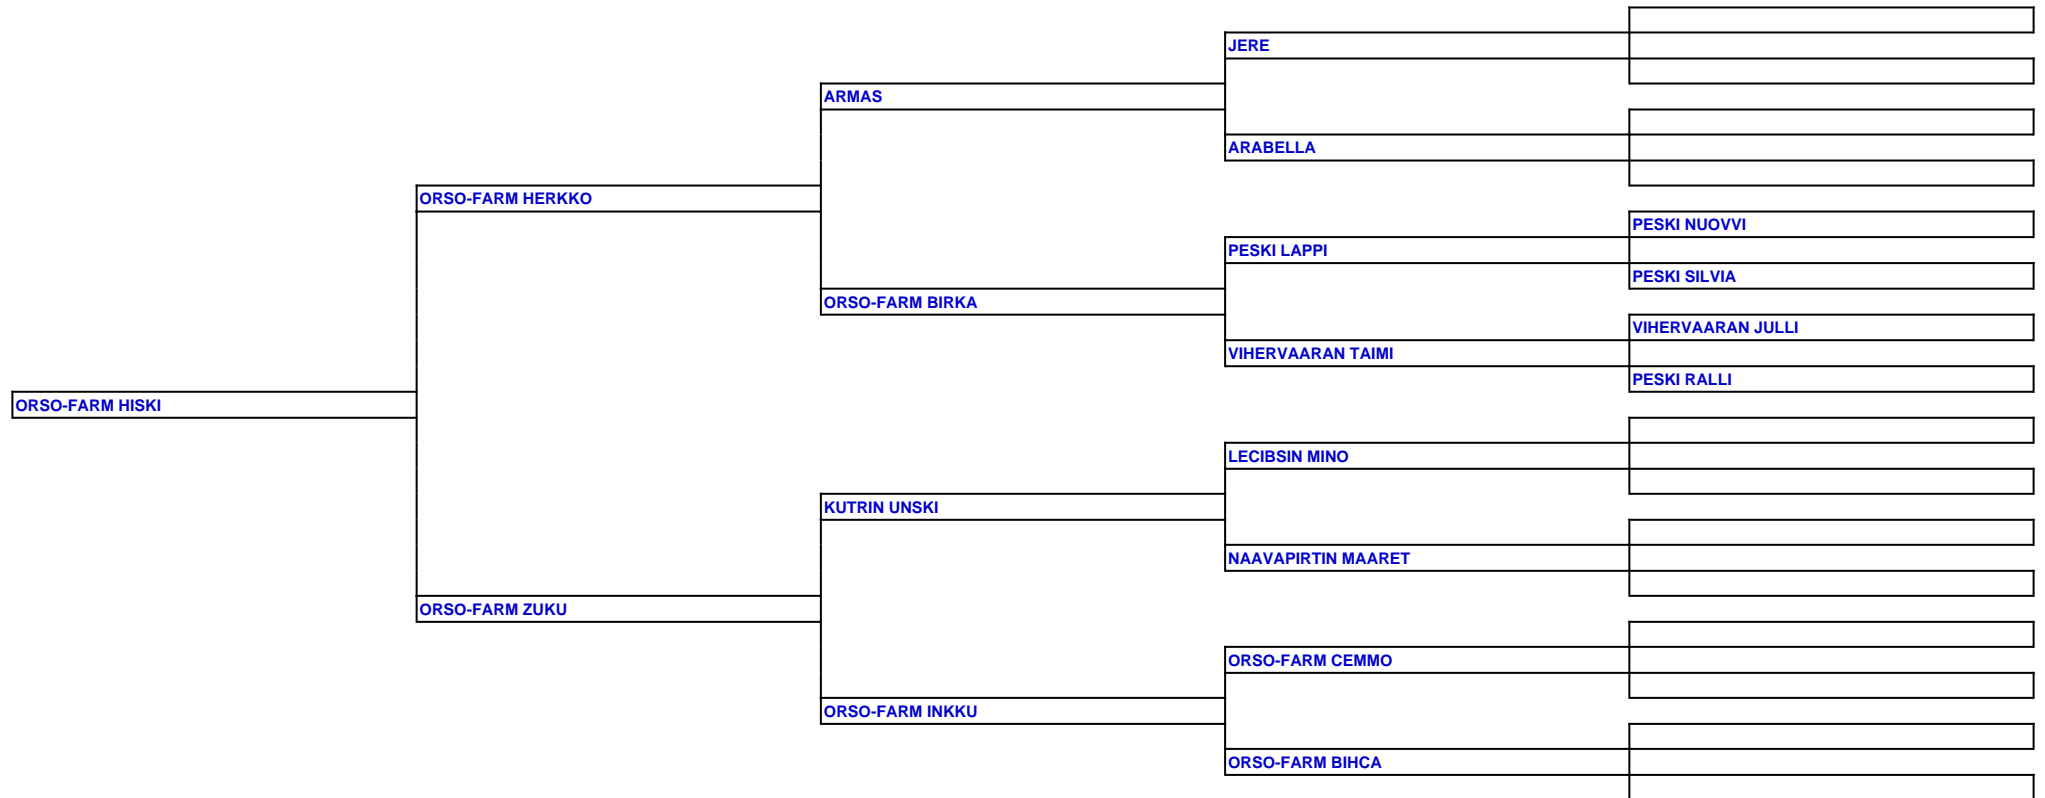 JERE
ARMAS
ARABELLA
ORSO-FARM HERKKO
PESKI NUOVVI
PESKI LAPPI
PESKI SILVIA
ORSO-FARM BIRKA
VIHERVAARAN JULLI
VIHERVAARAN TAIMI
PESKI RALLI
ORSO-FARM HISKI
LECIBSIN MINO
KUTRIN UNSKI
NAAVAPIRTIN MAARET
ORSO-FARM ZUKU
ORSO-FARM CEMMO
ORSO-FARM INKKU
ORSO-FARM BIHCA